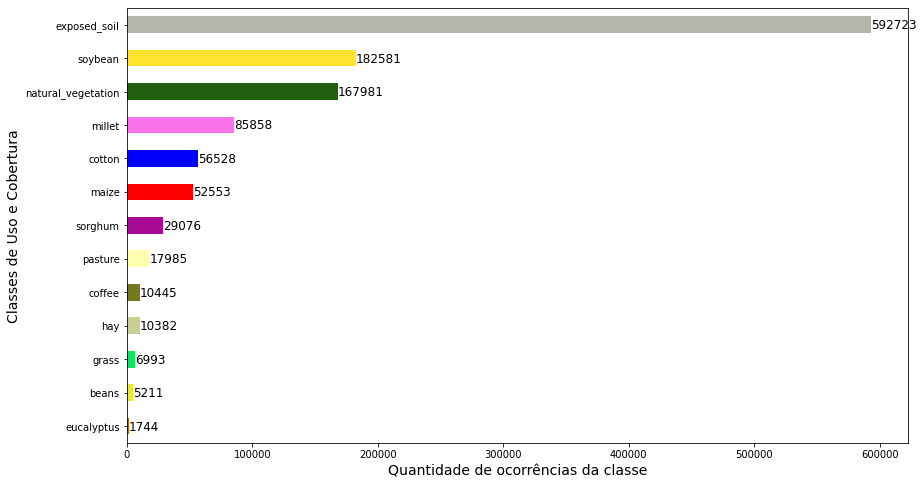 exposed_soil 592723
soybean 182581
natural_vegetation 167981
millet 85858
cotton 56528
maize 52553
sorghum 29076
pasture 17985
coffee 10445
hay 10382
grass 6993
beans 5211
eucalyptus 1744
Classes de Uso e Cobertura
0 100000 200000 300000 400000 500000 600000
Quantidade de ocorrências da classe